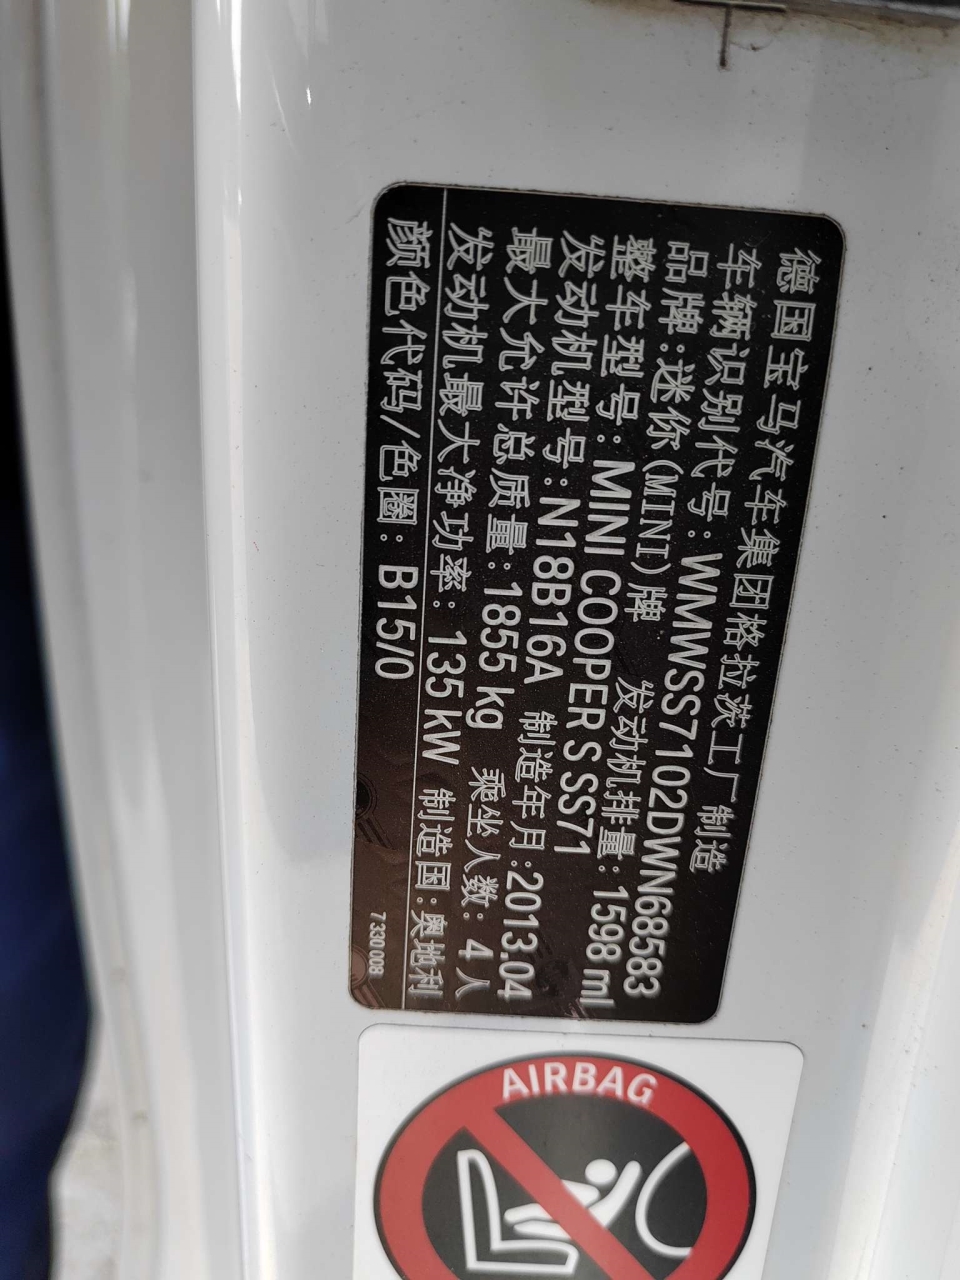 德国宝马汽车集团格拉茨工厂制造
车辆识别代号：WMWSS7102DWN68583
品牌：迷你(MINI)牌 发动机排量：1598 ml
整车型号：MINI COOPER S SS71
发动机型号：N18B16A 制造年月：2013.04
最大允许总质量：1855 kg 乘坐人数：4 人
发动机最大净功率：135 kW 制造国：奥地利
颜色代码/色圈：B15/0
7 330 008
AIRBAG